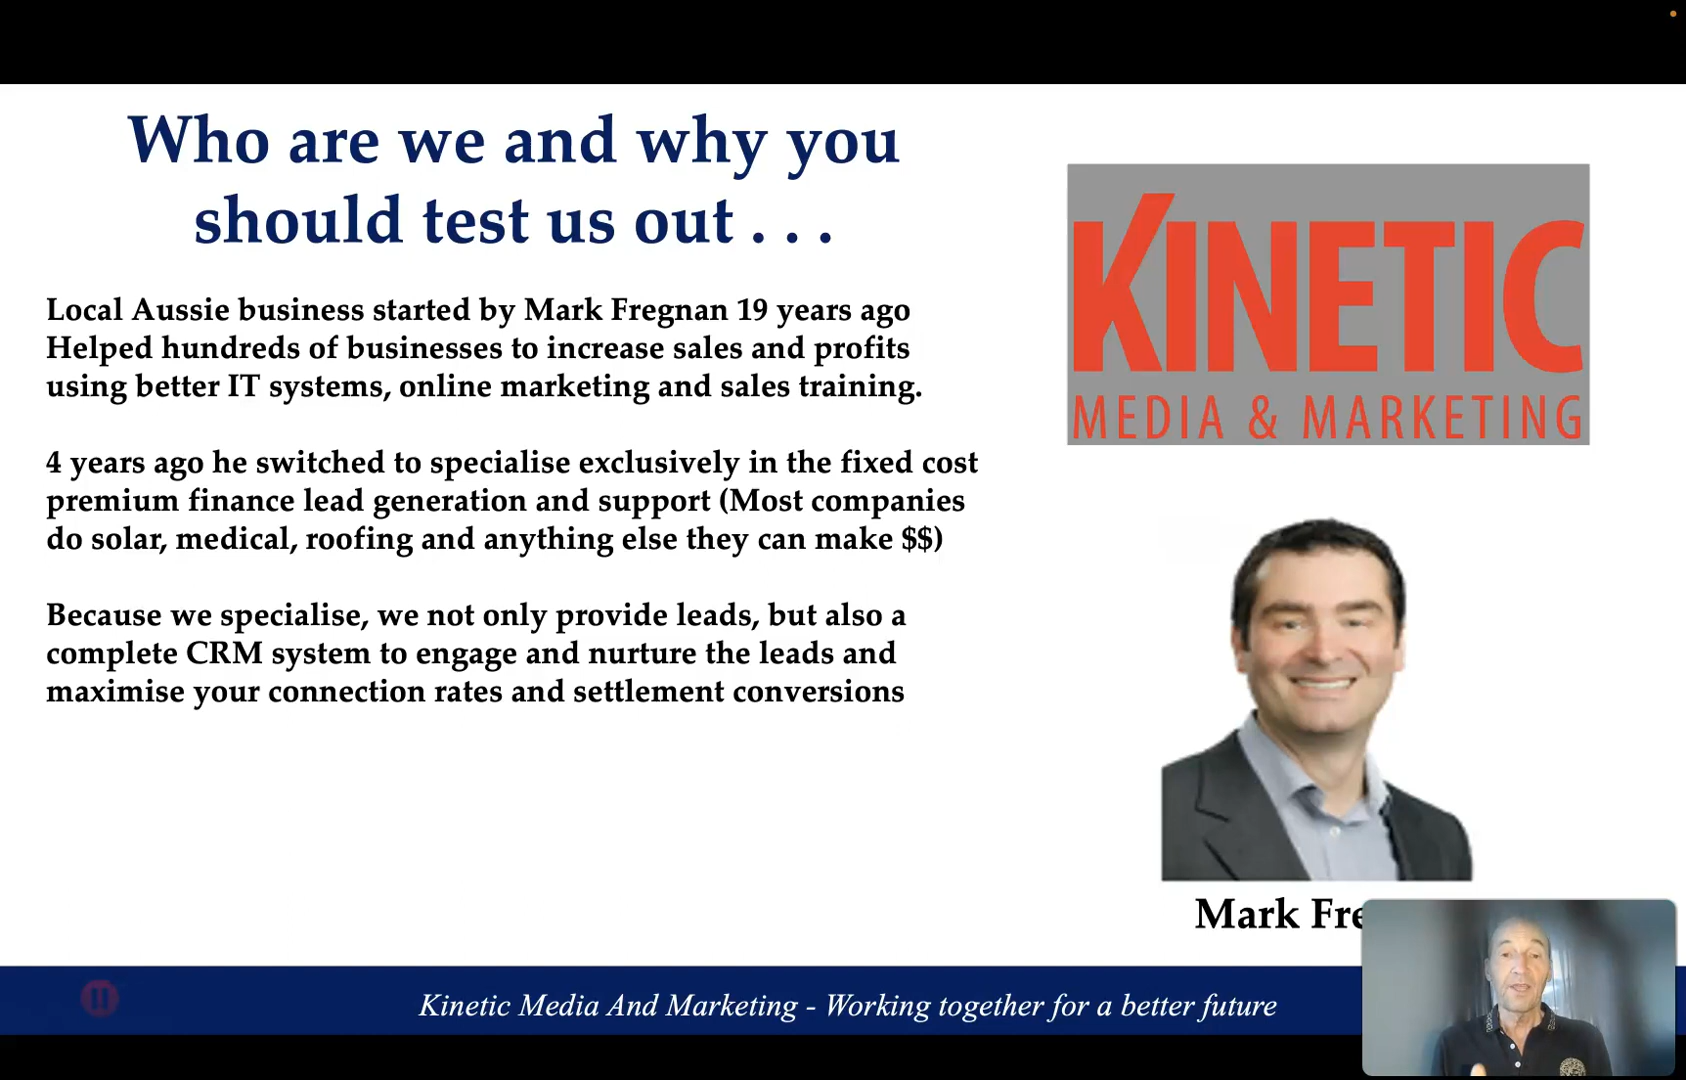 Who are we and why you
should test us out . . .
Local Aussie business started by Mark Fregnan 19 years ago
Helped hundreds of businesses to increase sales and profits
using better IT systems, online marketing and sales training.
4 years ago he switched to specialise exclusively in the fixed cost
premium finance lead generation and support (Most companies
do solar, medical, roofing and anything else they can make $$)
Because we specialise, we not only provide leads, but also a
complete CRM system to engage and nurture the leads and
maximise your connection rates and settlement conversions
KINETIC
MEDIA & MARKETING
Mark Fre
Kinetic Media And Marketing - Working together for a better future